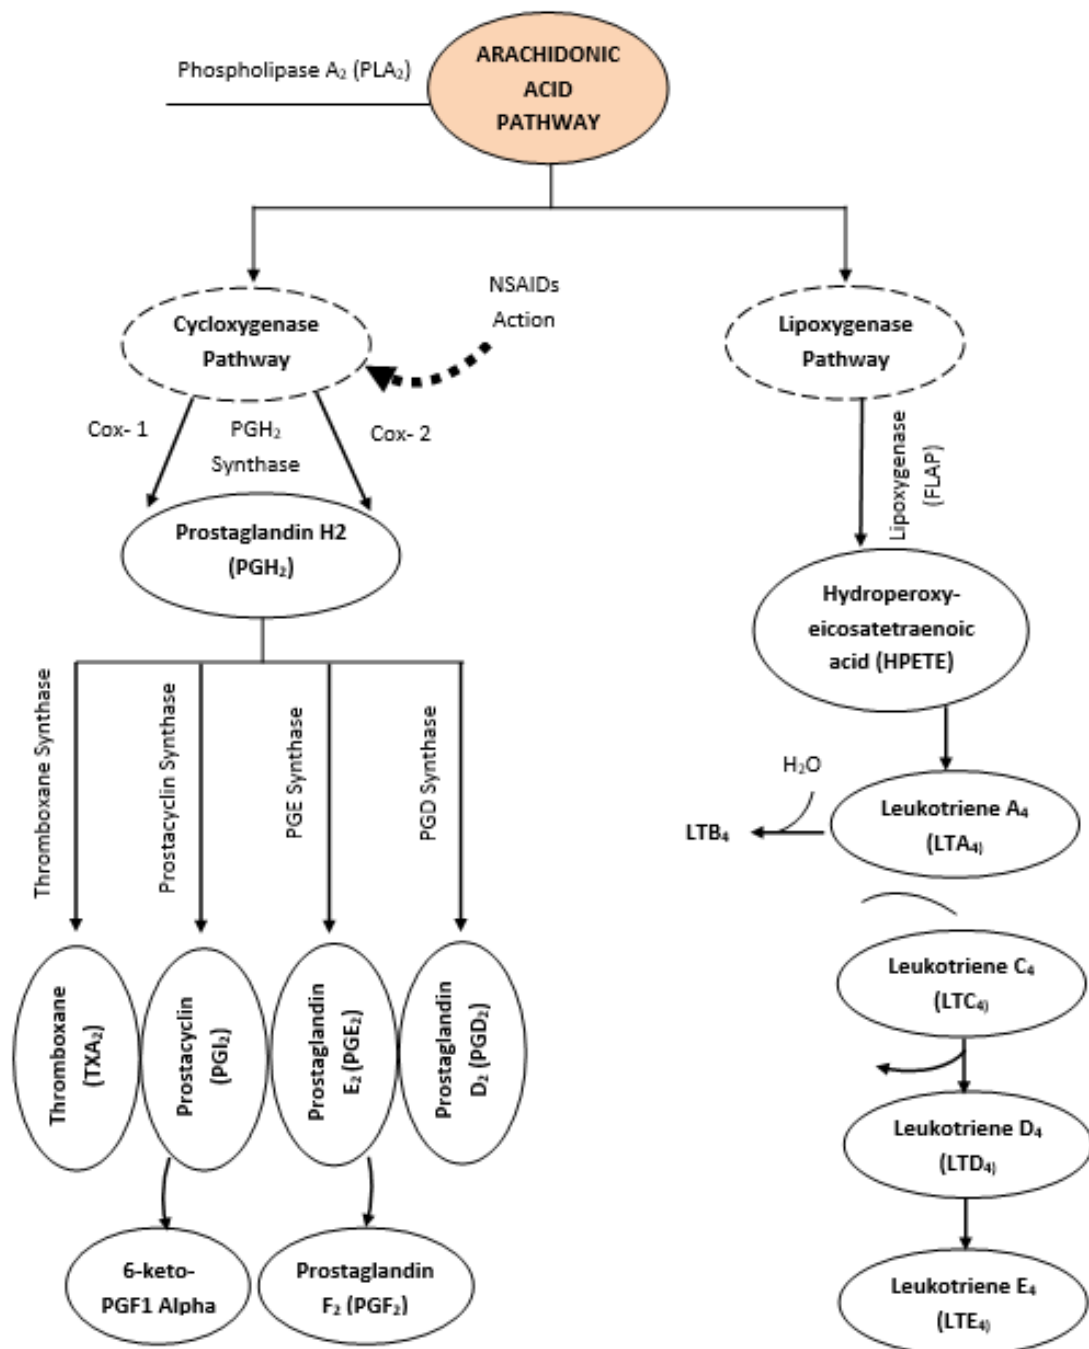 Phospholipase A₂ (PLA₂)
ARACHIDONIC
ACID
PATHWAY
NSAIDs
Action
Cycloxygenase
Pathway
Lipoxygenase
Pathway
Cox- 1
PGH₂
Synthase
Cox- 2
Lipoxygenase
(FLAP)
Prostaglandin H2
(PGH₂)
Hydroperoxy-
eicosatetraenoic
acid (HPETE)
Thromboxane Synthase
Prostacyclin Synthase
PGE Synthase
PGD Synthase
H₂O
LTB₄
Leukotriene A₄
(LTA₄)
Leukotriene C₄
(LTC₄)
Thromboxane
(TXA₂)
Prostacyclin
(PGI₂)
Prostaglandin
E₂ (PGE₂)
Prostaglandin
D₂ (PGD₂)
Leukotriene D₄
(LTD₄)
6-keto-
PGF1 Alpha
Prostaglandin
F₂ (PGF₂)
Leukotriene E₄
(LTE₄)